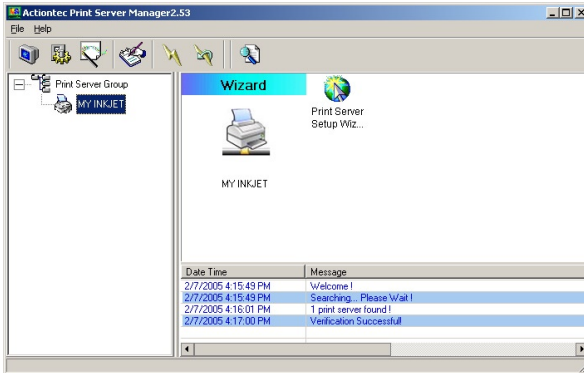 Actiontec Print Server Manager2.53
File Help
Print Server Group
MY INKJET
Wizard
MY INKJET
Print Server
Setup Wiz...
Date Time Message
2/7/2005 4:15:49 PM Welcome !
2/7/2005 4:15:49 PM Searching... Please Wait !
2/7/2005 4:16:01 PM 1 print server found !
2/7/2005 4:17:00 PM Verification Successful!